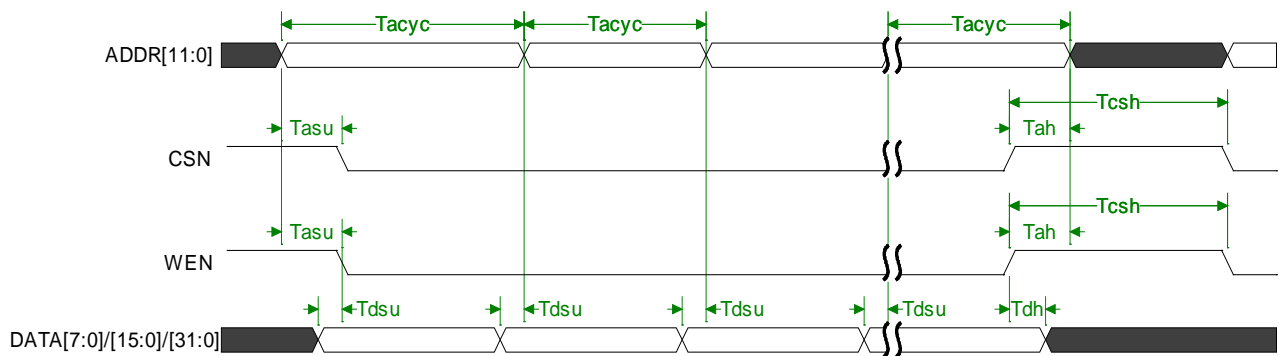 Tacyc Tacyc Tacyc
ADDR[11:0]
Tcsh
Tasu Tah
CSN
Tcsh
Tasu Tah
WEN
Tdsu Tdsu Tdsu Tdsu Tdh
DATA[7:0]/[15:0]/[31:0]